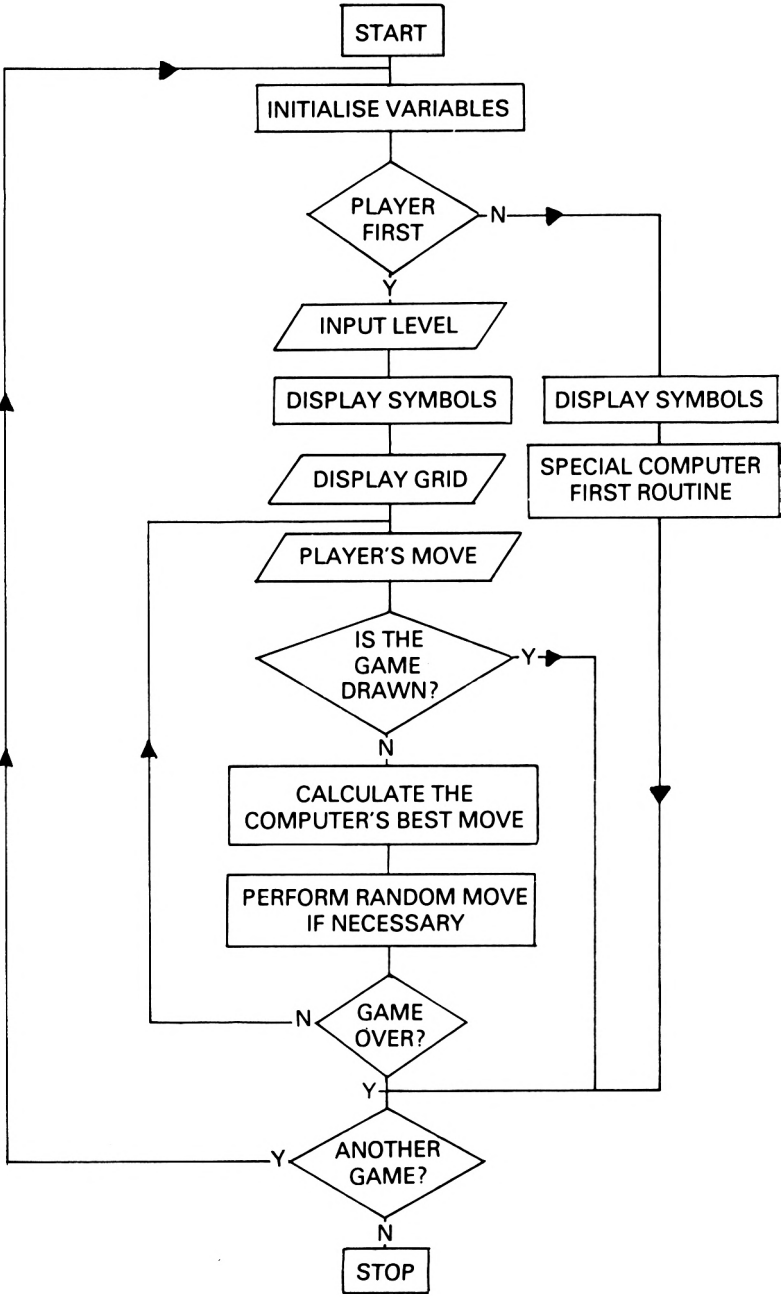 START
INITIALISE VARIABLES
PLAYER
FIRST
N
Y
INPUT LEVEL
DISPLAY SYMBOLS
DISPLAY SYMBOLS
DISPLAY GRID
SPECIAL COMPUTER
FIRST ROUTINE
PLAYER'S MOVE
IS THE
GAME
DRAWN?
Y
N
CALCULATE THE
COMPUTER'S BEST MOVE
PERFORM RANDOM MOVE
IF NECESSARY
GAME
OVER?
N
Y
ANOTHER
GAME?
Y
N
STOP